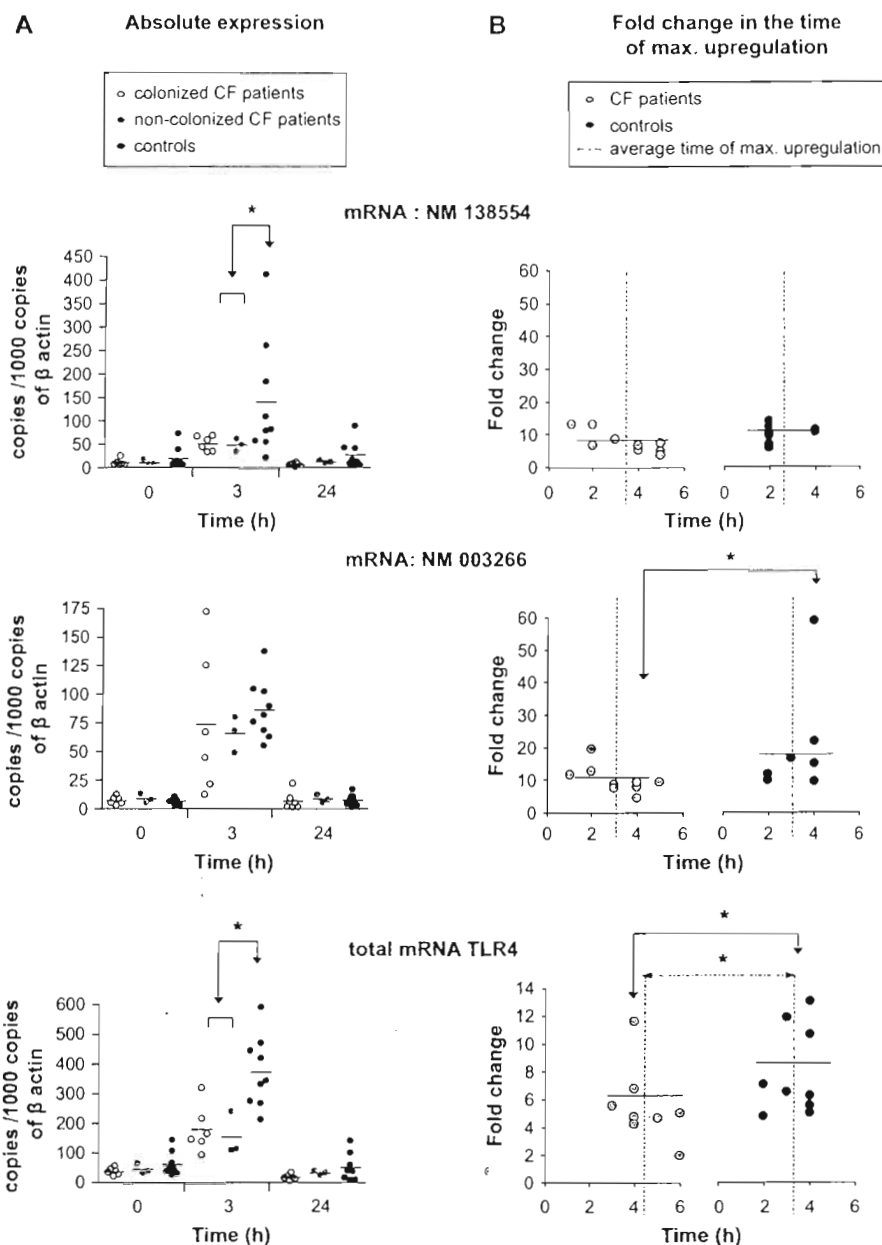 A Absolute expression
B Fold change in the time
of max. upregulation
○ colonized CF patients
• non-colonized CF patients
● controls
○ CF patients
● controls
average time of max. upregulation
mRNA : NM 138554
*
copies /1000 copies
of β actin
450
400
350
300
250
200
150
100
50
0
0 3 24
Time (h)
Fold change
60
50
40
30
20
10
0
0 2 4 6 0 2 4 6
Time (h) Time (h)
mRNA: NM 003266
*
copies /1000 copies
of β actin
175
150
125
100
75
50
25
0
0 3 24
Time (h)
Fold change
60
50
40
30
20
10
0
0 2 4 6 0 2 4 6
Time (h) Time (h)
total mRNA TLR4
*
copies /1000 copies
of β actin
600
500
400
300
200
100
0
0 3 24
Time (h)
*
*
Fold change
14
12
10
8
6
4
2
0
0 2 4 6 0 2 4 6
Time (h) Time (h)